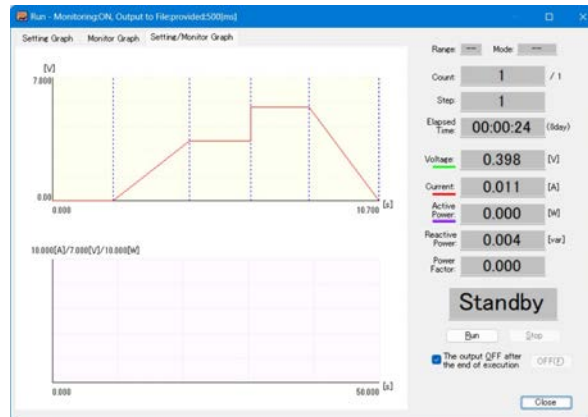 Run - Monitoring:ON, Output to File:provided:500[ms]
Setting Graph Monitor Graph Setting/Monitor Graph
[V]
7.000
0.00
0.000 10.700 [s]
10.000[A]/7.000[V]/10.000[W]
0.000 50.000 [s]
Range: -- Mode: --
Count: 1 / 1
Step: 1
Elapsed Time: 00:00:24 (0day)
Voltage: 0.398 [V]
Current: 0.011 [A]
Active Power: 0.000 [W]
Reactive Power: 0.004 [var]
Power Factor: 0.000
Standby
Run Stop
The output OFF after
the end of execution OFF(F)
Close